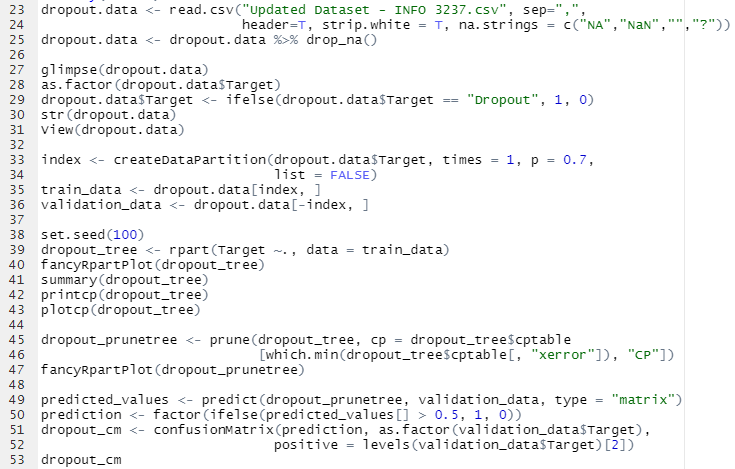 23 dropout.data <- read.csv("Updated Dataset - INFO 3237.csv", sep=",",
24 header=T, strip.white = T, na.strings = c("NA","NaN","","?"))
25 dropout.data <- dropout.data %>% drop_na()
26
27 glimpse(dropout.data)
28 as.factor(dropout.data$Target)
29 dropout.data$Target <- ifelse(dropout.data$Target == "Dropout", 1, 0)
30 str(dropout.data)
31 View(dropout.data)
32
33 index <- createDataPartition(dropout.data$Target, times = 1, p = 0.7,
34 list = FALSE)
35 train_data <- dropout.data[index, ]
36 validation_data <- dropout.data[-index, ]
37
38 set.seed(100)
39 dropout_tree <- rpart(Target ~., data = train_data)
40 fancyRpartPlot(dropout_tree)
41 summary(dropout_tree)
42 printcp(dropout_tree)
43 plotcp(dropout_tree)
44
45 dropout_prunetree <- prune(dropout_tree, cp = dropout_tree$cptable
46 [which.min(dropout_tree$cptable[, "xerror"]), "CP"])
47 fancyRpartPlot(dropout_prunetree)
48
49 predicted_values <- predict(dropout_prunetree, validation_data, type = "matrix")
50 prediction <- factor(ifelse(predicted_values[] > 0.5, 1, 0))
51 dropout_cm <- confusionMatrix(prediction, as.factor(validation_data$Target),
52 positive = levels(validation_data$Target)[2])
53 dropout_cm